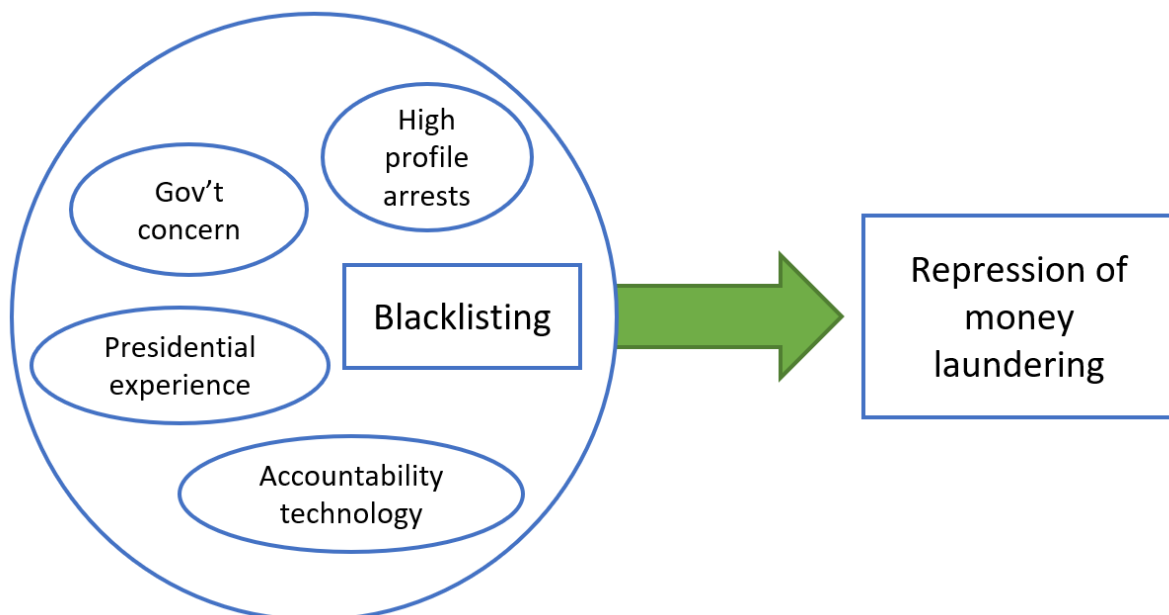 High
profile
arrests
Gov’t
concern
Blacklisting
Presidential
experience
Accountability
technology
Repression of
money
laundering